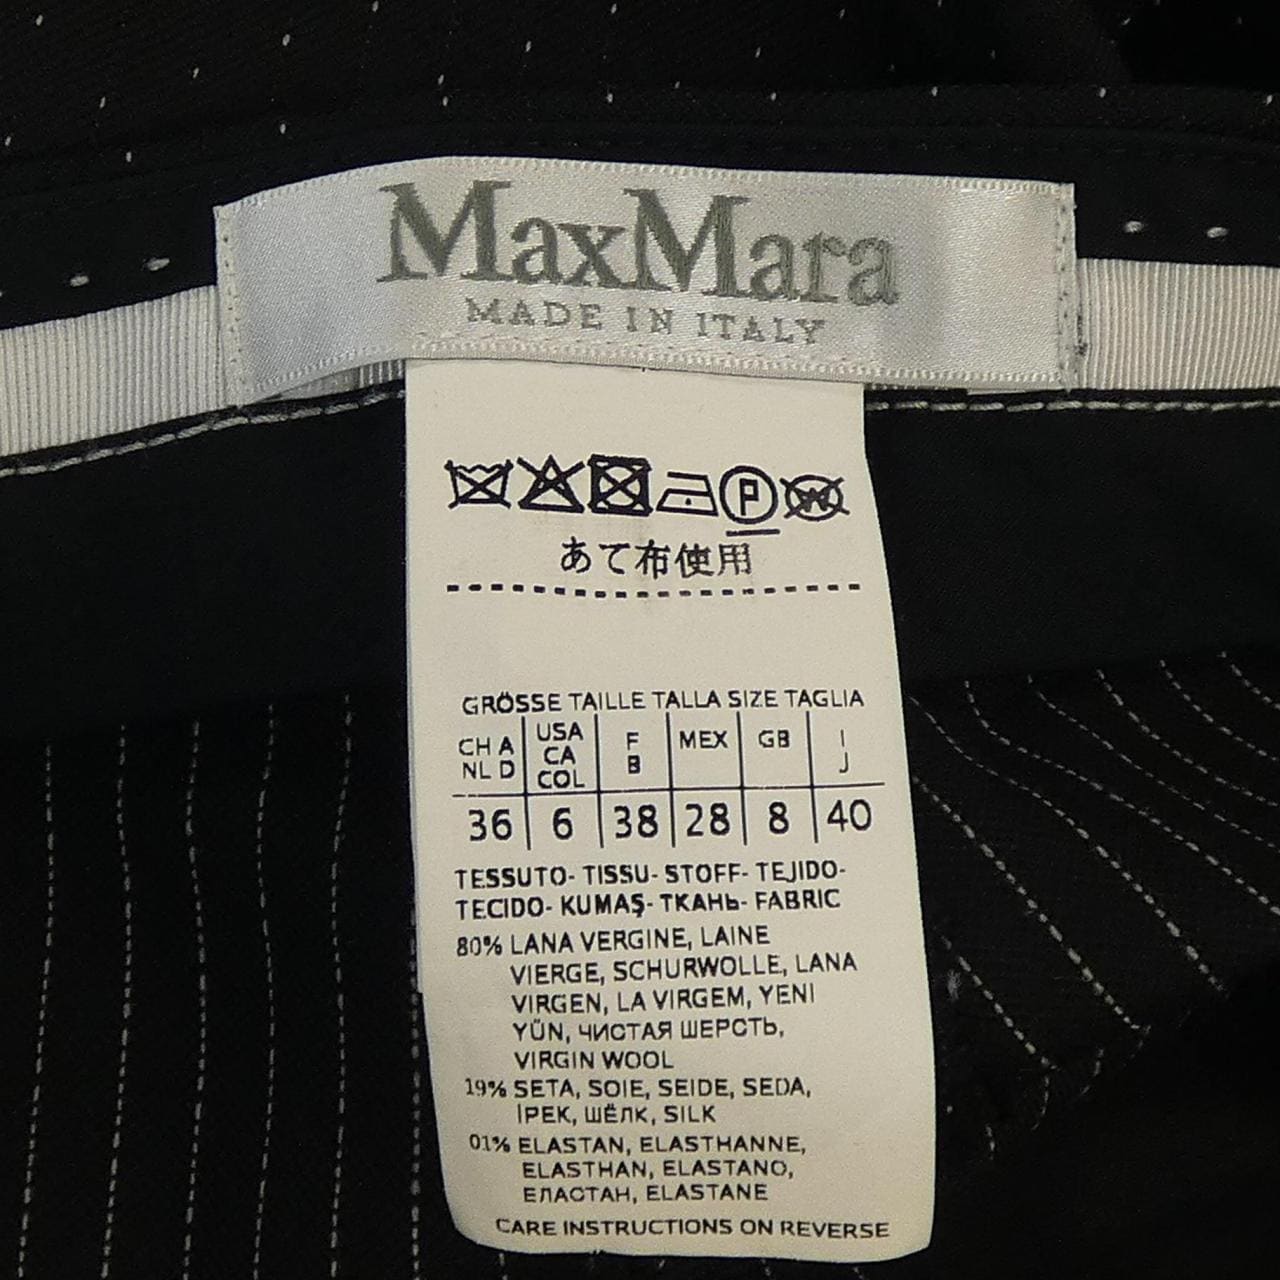 MaxMara
MADE IN ITALY
P
W
あて布使用
GRÖSSE TAILLE TALLA SIZE TAGLIA
CH A NL D USA CA COL F B MEX GB I J
36 6 38 28 8 40
TESSUTO- TISSU- STOFF- TEJIDO-
TECIDO- KUMAŞ- ТКАНЬ- FABRIC
80% LANA VERGINE, LAINE
VIERGE, SCHURWOLLE, LANA
VIRGEN, LA VIRGEM, YENI
YÜN, ЧИСТАЯ ШЕРСТЬ,
VIRGIN WOOL
19% SETA, SOIE, SEIDE, SEDA,
İPEK, ШЁЛК, SILK
01% ELASTAN, ELASTHANNE,
ELASTHAN, ELASTANO,
ЕЛАСТАН, ELASTANE
CARE INSTRUCTIONS ON REVERSE